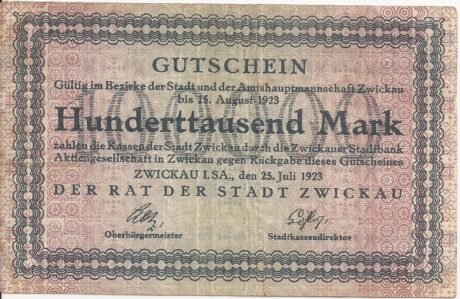 GUTSCHEIN
Gültig im Bezirke der Stadt und der Amtshauptmannschaft Zwickau
bis 15. August 1923
100000
Hunderttausend Mark
zahlen die Kassen der Stadt Zwickau durch die Zwickauer Stadtbank
Aktiengesellschaft in Zwickau gegen Rückgabe dieses Gutscheines
ZWICKAU I.SA., den 25. Juli 1923
DER RAT DER STADT ZWICKAU
Oberbürgermeister
Stadtkassendirektor